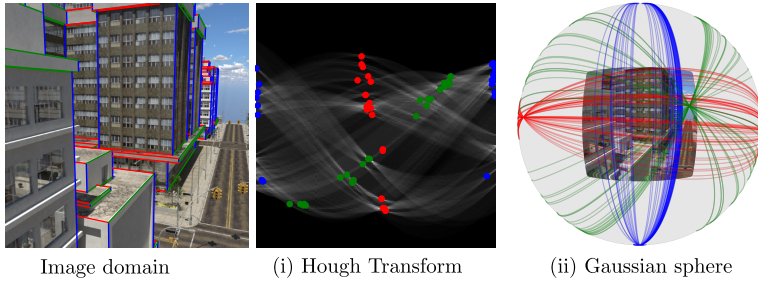 Image domain
(i) Hough Transform
(ii) Gaussian sphere